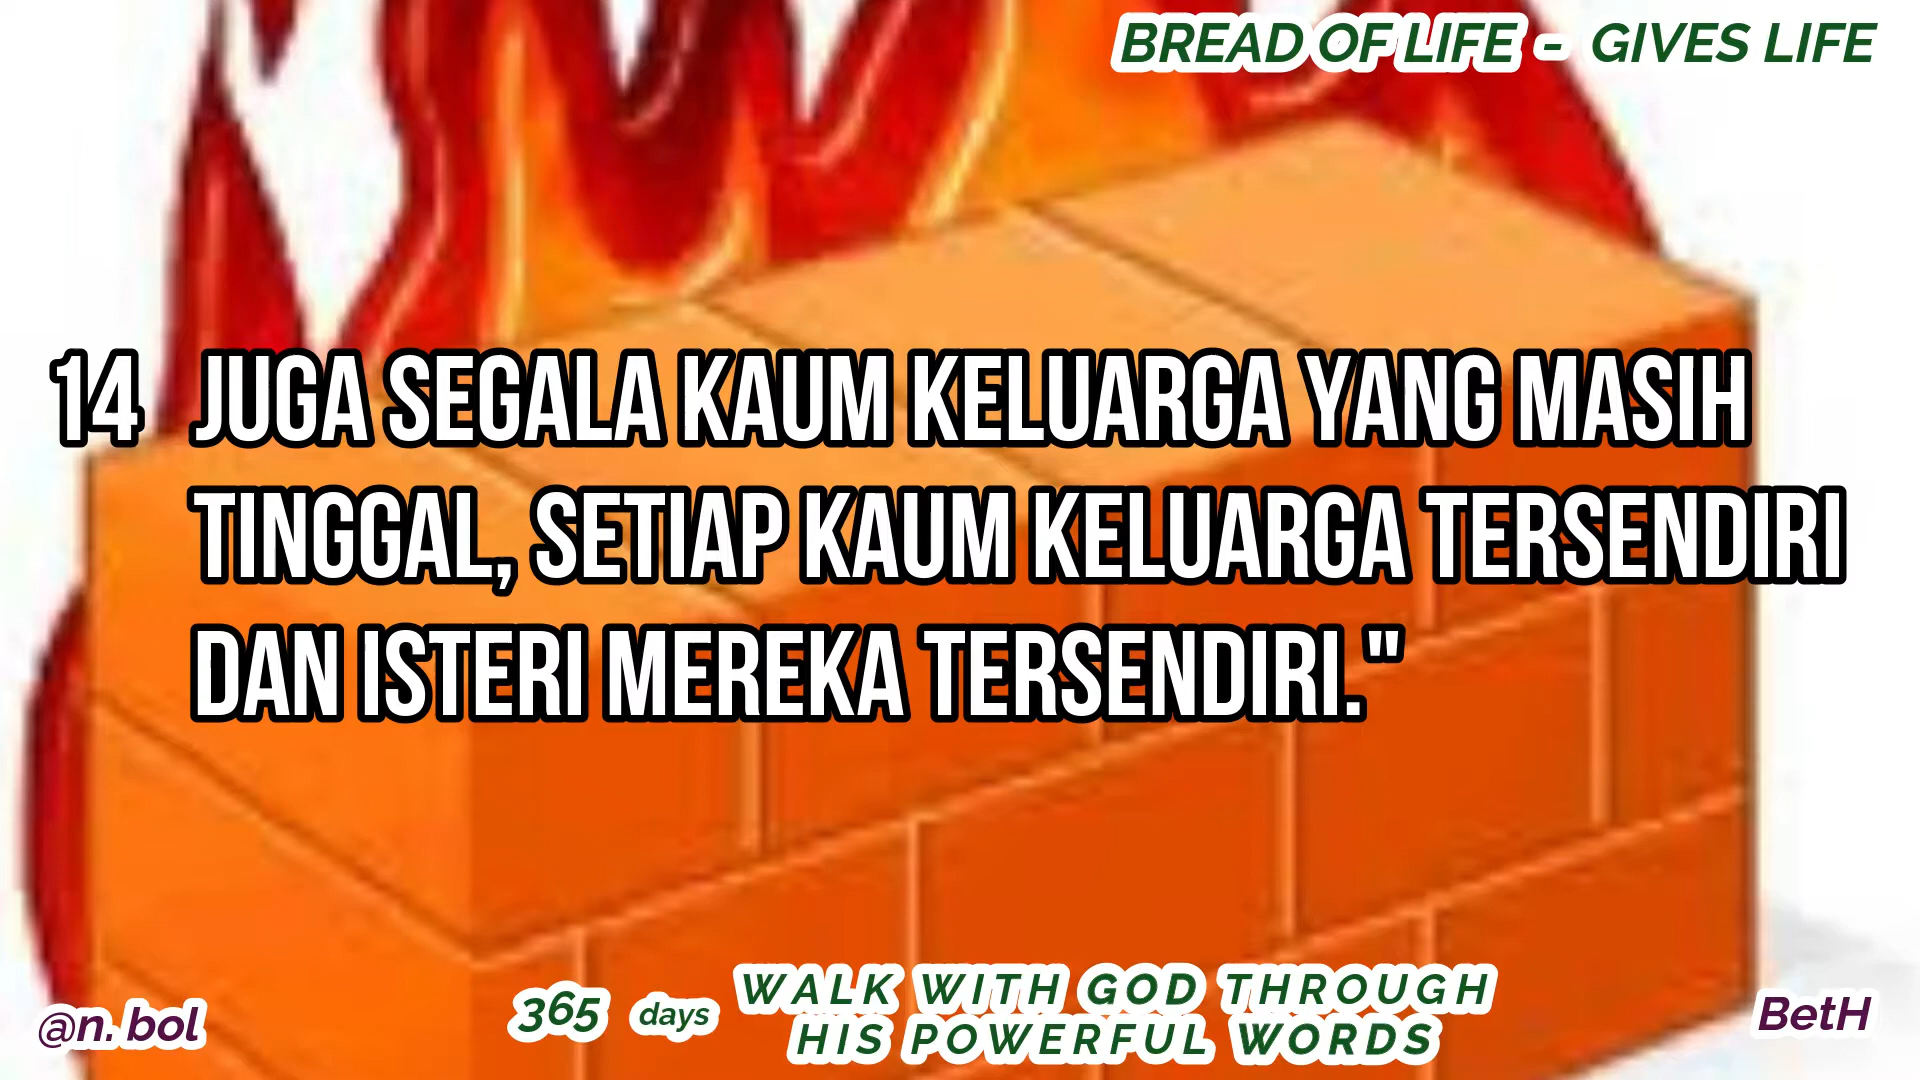 BREAD OF LIFE - GIVES LIFE
14 JUGA SEGALA KAUM KELUARGA YANG MASIH
TINGGAL, SETIAP KAUM KELUARGA TERSENDIRI
DAN ISTERI MEREKA TERSENDIRI."
@n. bol
365 days
WALK WITH GOD THROUGH
HIS POWERFUL WORDS
BetH